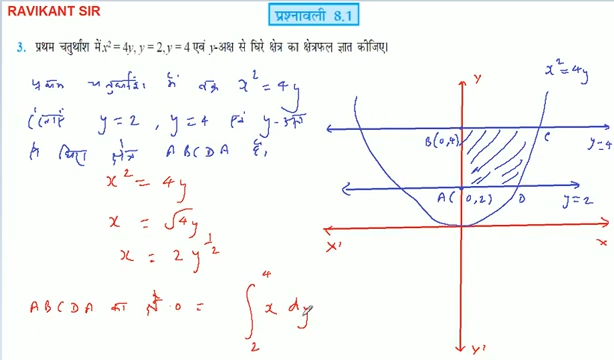 RAVIKANT SIR
प्रश्नावली 8.1
3. प्रथम चतुर्थांश में x² = 4y, y = 2, y = 4 एवं y-अक्ष से घिरे क्षेत्र का क्षेत्रफल ज्ञात कीजिए।
प्रथम चतुर्थांश में वक्र x² = 4y
रेखाएं y = 2, y = 4 एवं y-अक्ष
से घिरा क्षेत्र ABCDA है,
x² = 4y
x = √4y
x = 2 y^1/2
ABCDA का क्षे०
= ∫₂⁴ x dy
Y
x² = 4y
B(0,4)
C
y=4
A(0,2)
D
y=2
X'
X
Y'